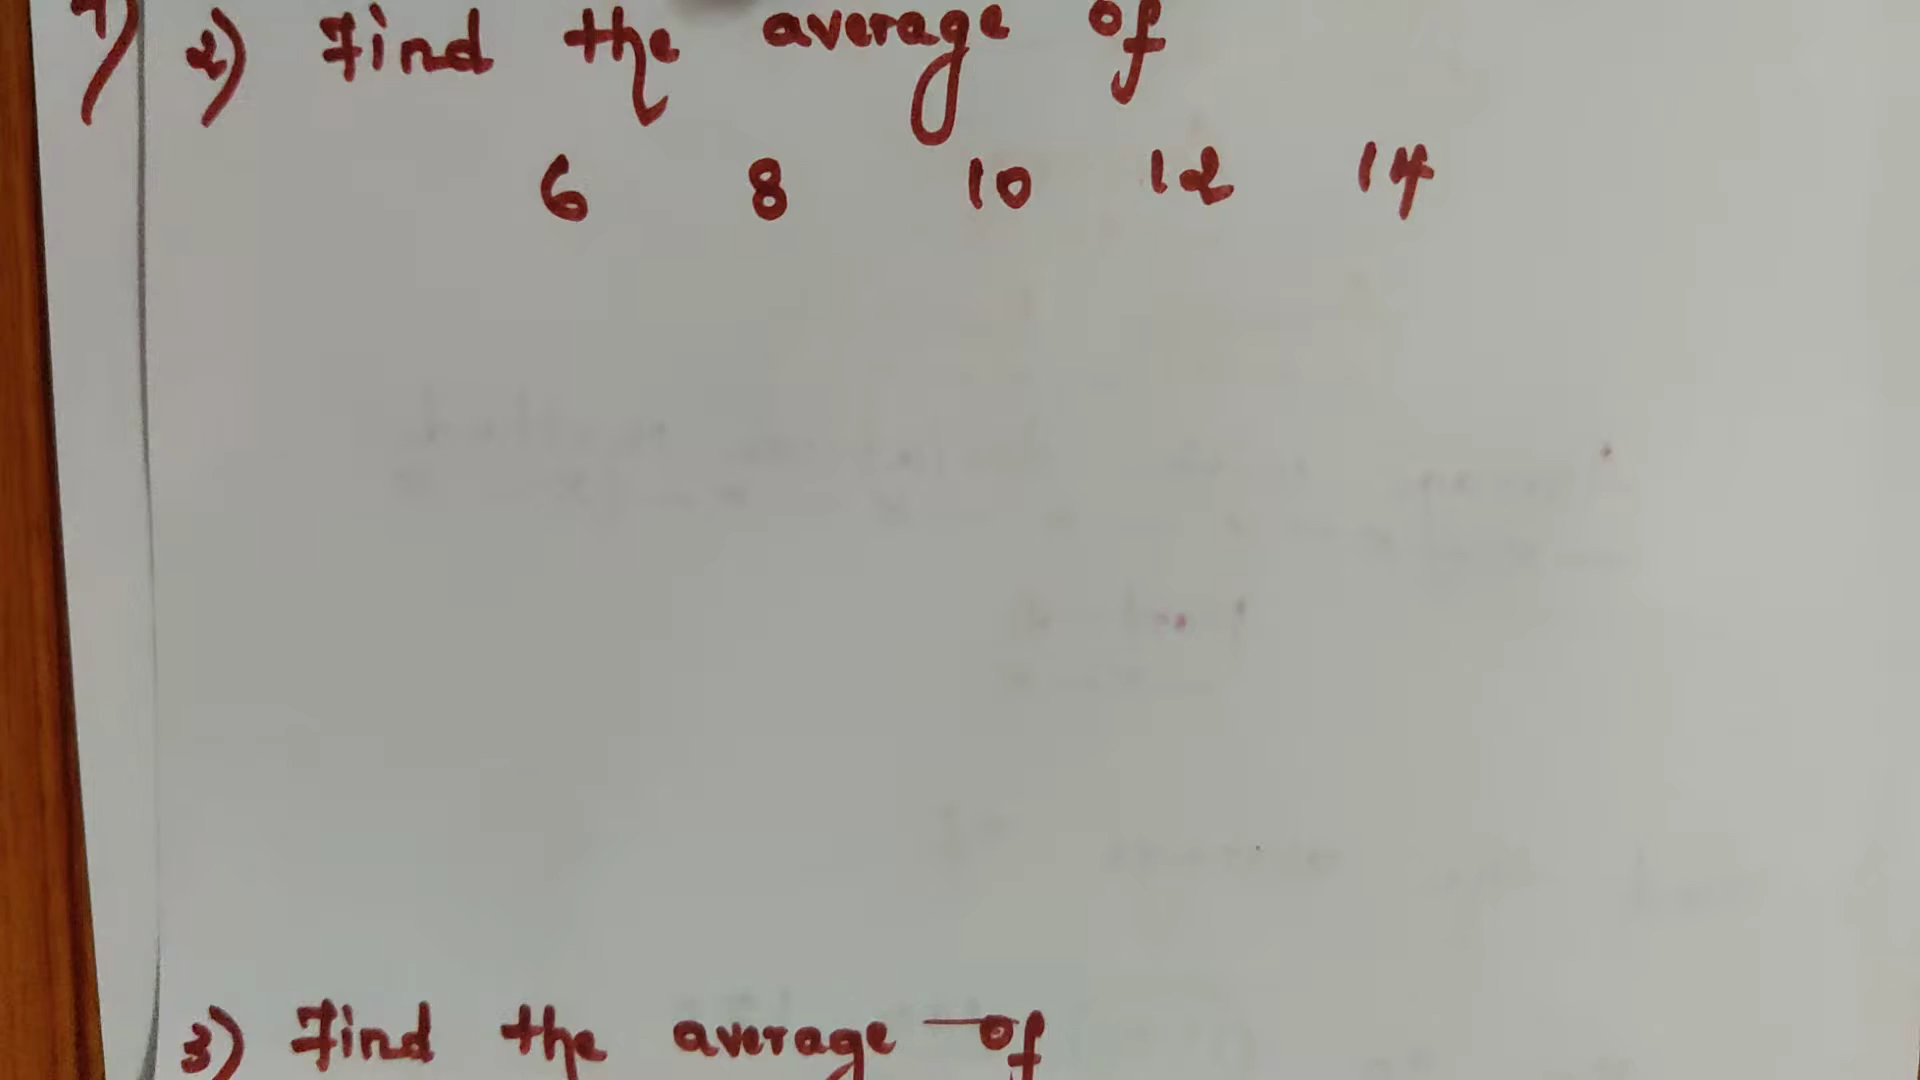 2) Find the average of
6 8 10 12 14
3) Find the average of